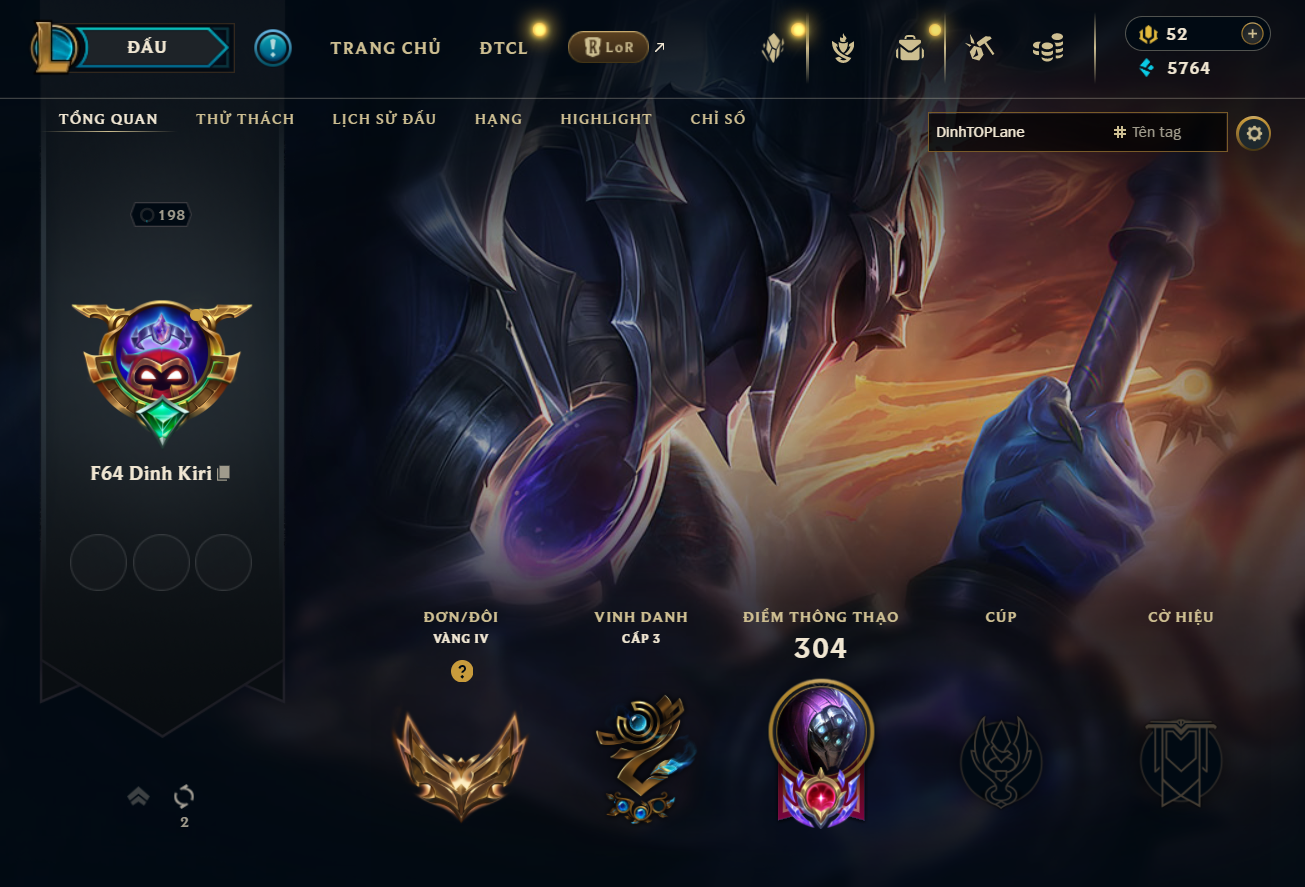 ĐẤU
TRANG CHỦ
ĐTCL
LoR
52
5764
TỔNG QUAN
THỬ THÁCH
LỊCH SỬ ĐẤU
HẠNG
HIGHLIGHT
CHỈ SỐ
DinhTOPLane
# Tên tag
198
F64 Dinh Kiri
ĐƠN/ĐÔI
VÀNG IV
?
VINH DANH
CẤP 3
ĐIỂM THÔNG THẠO
304
CÚP
CỜ HIỆU
2